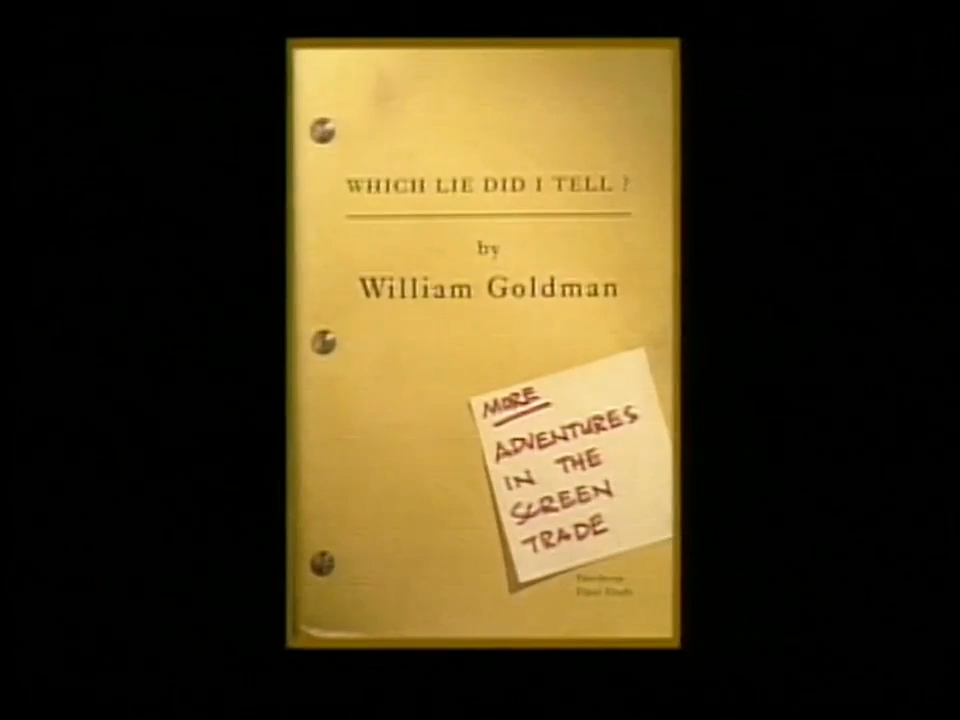 WHICH LIE DID I TELL ?
by
William Goldman
MORE
ADVENTURES
IN THE
SCREEN
TRADE